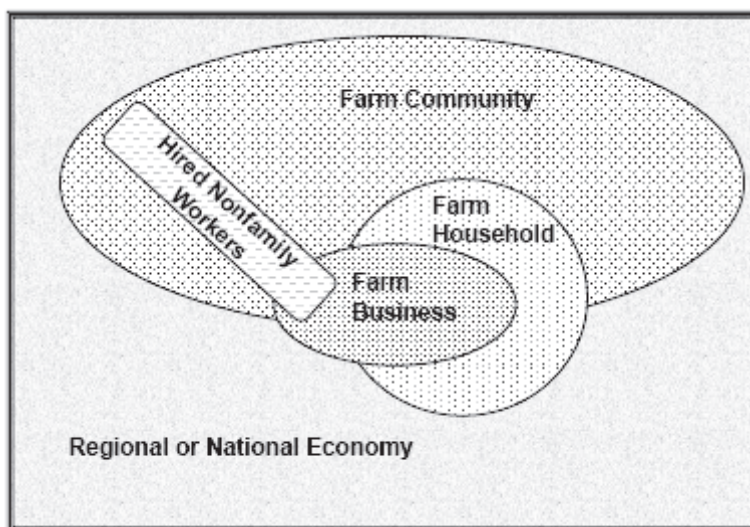 Farm Community
Hired Nonfamily
Workers
Farm
Household
Farm
Business
Regional or National Economy